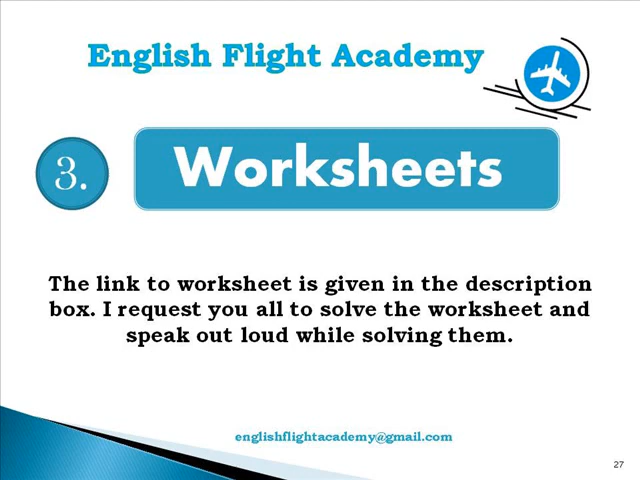 English Flight Academy
3.
Worksheets
The link to worksheet is given in the description
box. I request you all to solve the worksheet and
speak out loud while solving them.
englishflightacademy@gmail.com
27